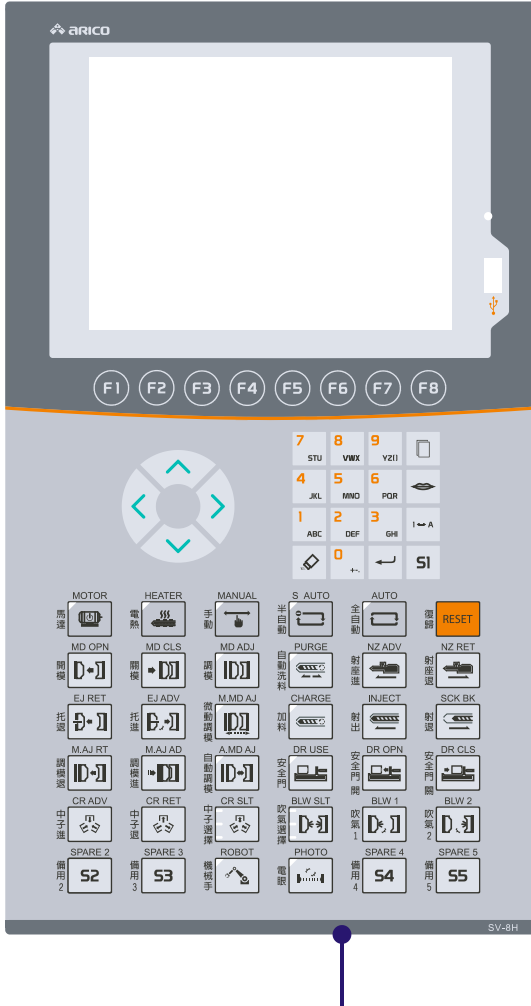 ARICO
F1 F2 F3 F4 F5 F6 F7 F8
7 STU 8 VWX 9 YZ[]
4 JKL 5 MNO 6 PQR
1 ABC 2 DEF 3 GHI 1↔A
0 +-. S1
MOTOR HEATER MANUAL S AUTO AUTO
馬達 電熱 手動 半自動 全自動 復歸 RESET
MD OPN MD CLS MD ADJ PURGE NZ ADV NZ RET
開模 關模 調模 自動洗料 射座進 射座退
EJ RET EJ ADV M.MD AJ CHARGE INJECT SCK BK
托退 托進 微動調模 加料 射出 射退
M.AJ RT M.AJ AD A.MD AJ DR USE DR OPN DR CLS
調模退 調模進 自動調模 安全門 安全門開 安全門關
CR ADV CR RET CR SLT BLW SLT BLW 1 BLW 2
中子進 中子退 中子選擇 吹氣選擇 吹氣1 吹氣2
SPARE 2 SPARE 3 ROBOT PHOTO SPARE 4 SPARE 5
備用2 S2 備用3 S3 機械手 電眼 備用4 S4 備用5 S5
SV-8H